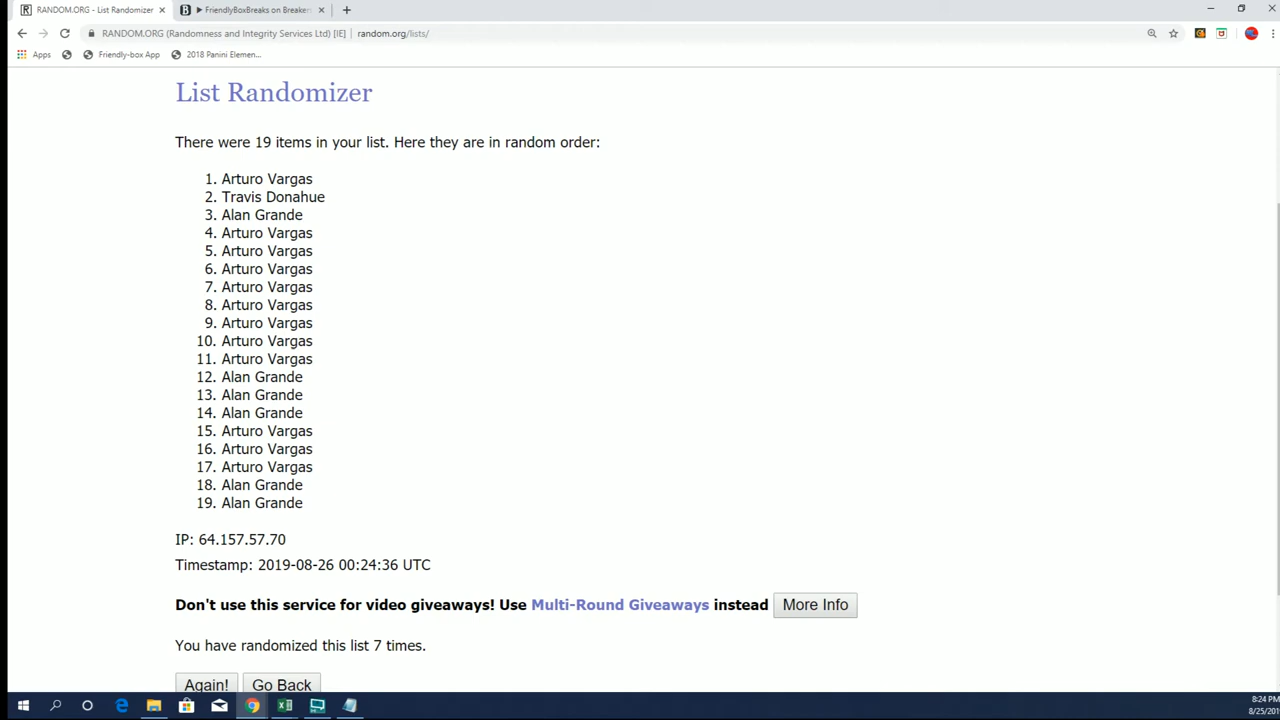 RANDOM.ORG - List Randomizer
FriendlyBoxBreaks on Breakers
RANDOM.ORG (Randomness and Integrity Services Ltd) [IE] random.org/lists/
Apps Friendly-box App 2018 Panini Elemen...
List Randomizer
There were 19 items in your list. Here they are in random order:
1. Arturo Vargas
2. Travis Donahue
3. Alan Grande
4. Arturo Vargas
5. Arturo Vargas
6. Arturo Vargas
7. Arturo Vargas
8. Arturo Vargas
9. Arturo Vargas
10. Arturo Vargas
11. Arturo Vargas
12. Alan Grande
13. Alan Grande
14. Alan Grande
15. Arturo Vargas
16. Arturo Vargas
17. Arturo Vargas
18. Alan Grande
19. Alan Grande
IP: 64.157.57.70
Timestamp: 2019-08-26 00:24:36 UTC
Don't use this service for video giveaways! Use Multi-Round Giveaways instead More Info
You have randomized this list 7 times.
Again! Go Back
8:24 PM
8/25/201